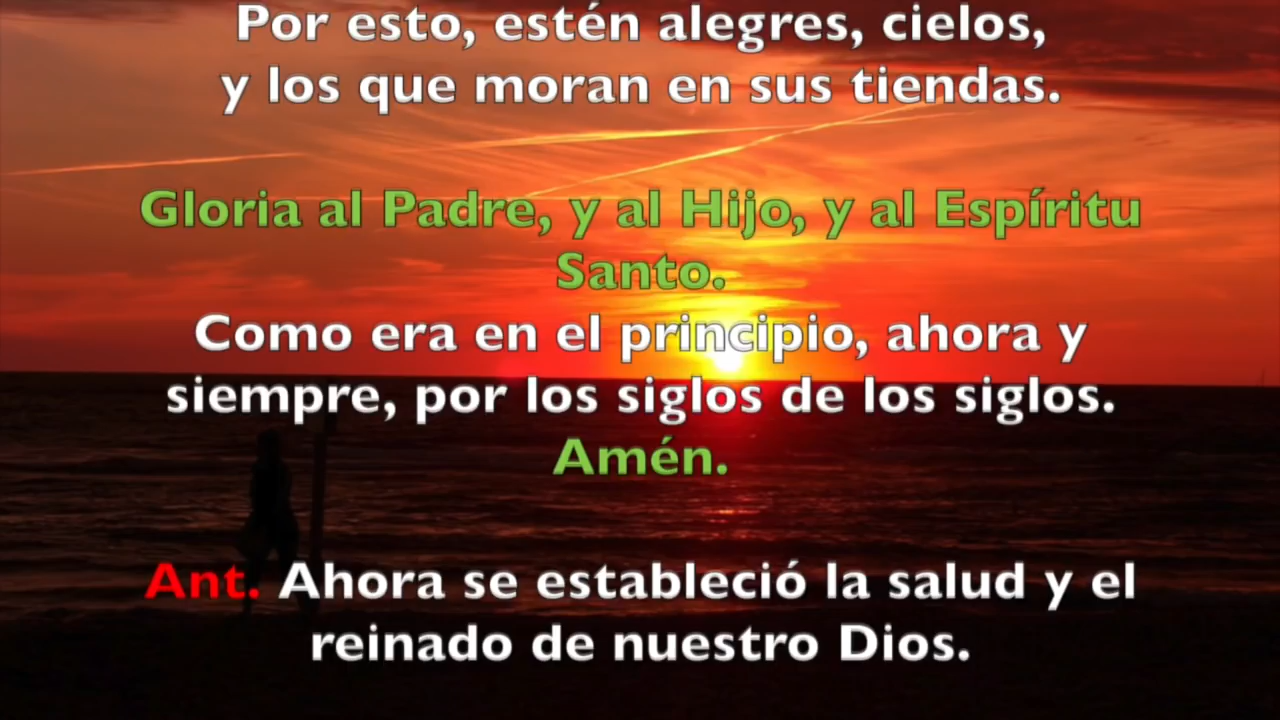 Por esto, estén alegres, cielos,
y los que moran en sus tiendas.
Gloria al Padre, y al Hijo, y al Espíritu
Santo.
Como era en el principio, ahora y
siempre, por los siglos de los siglos.
Amén.
Ant. Ahora se estableció la salud y el
reinado de nuestro Dios.